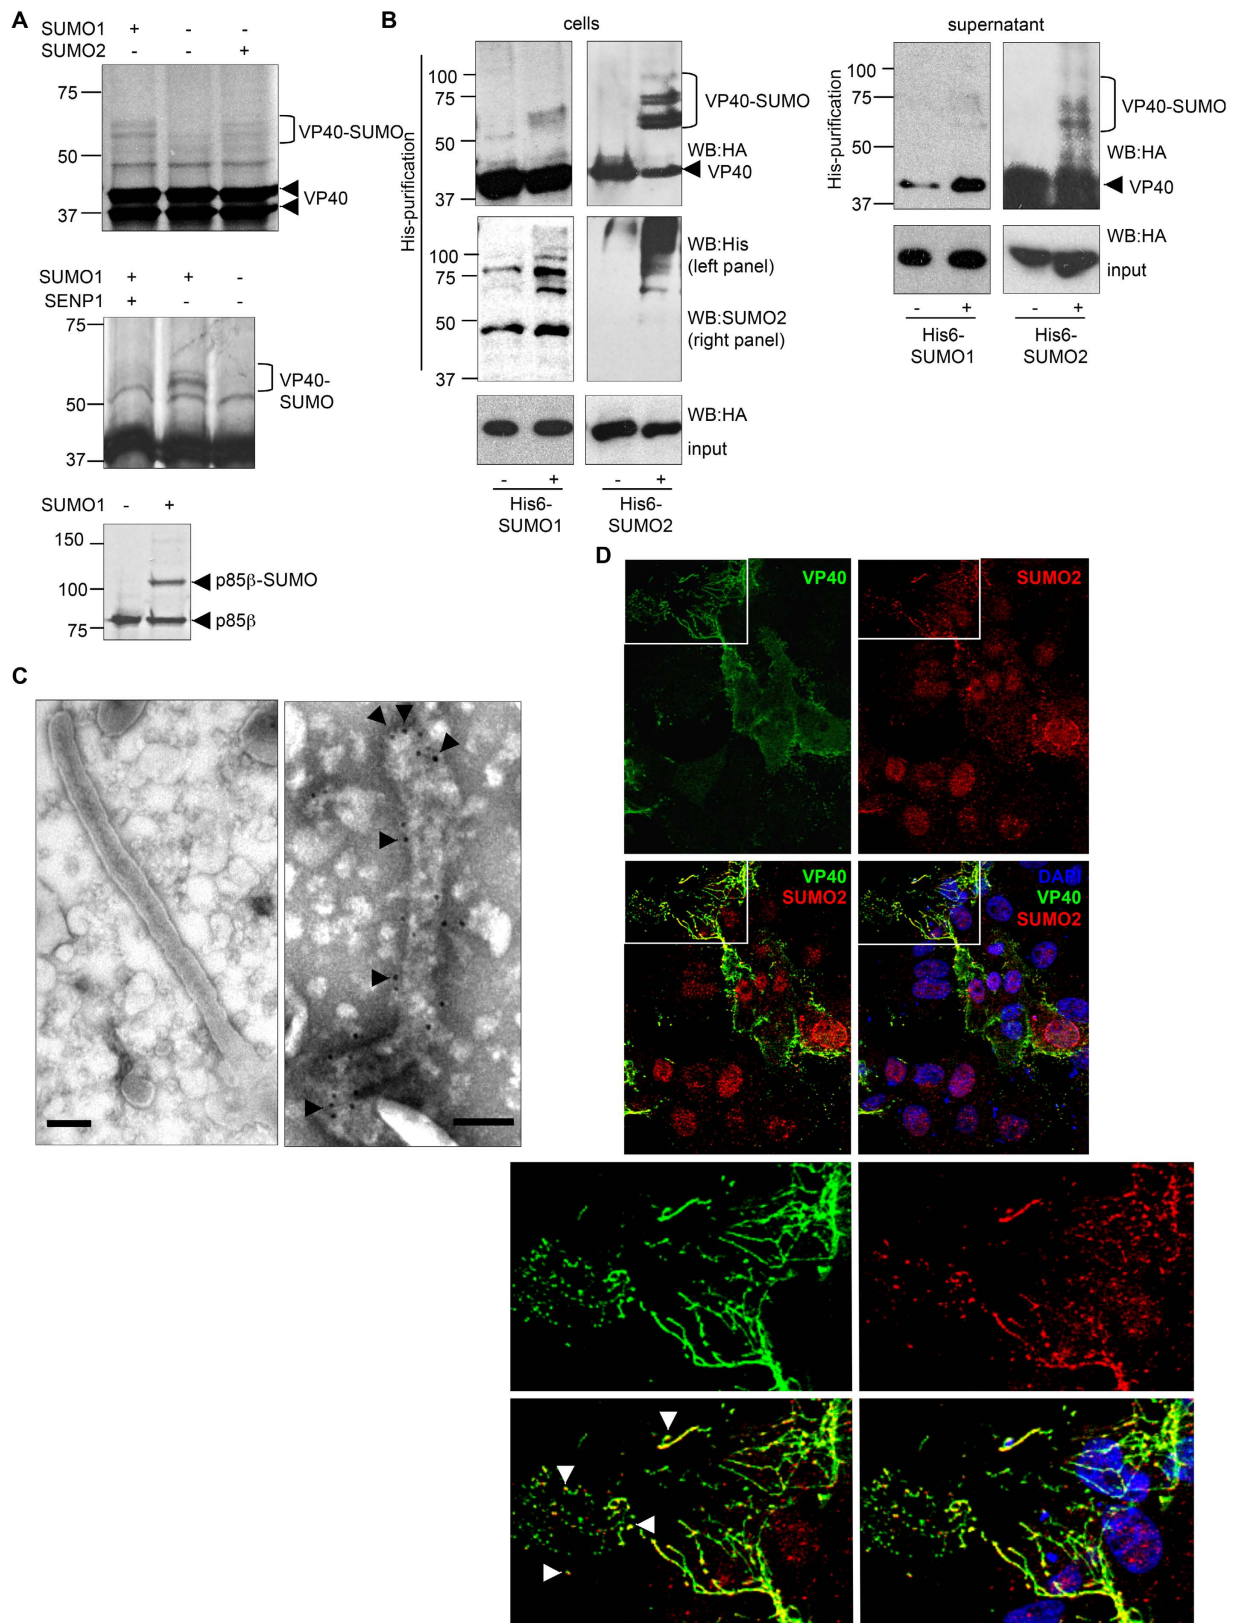 A
SUMO1 + - -
SUMO2 - - +
75
50
37
VP40-SUMO
VP40
SUMO1 + + -
SENP1 + - -
75
50
37
VP40-
SUMO
SUMO1 - +
150
100
75
p85β-SUMO
p85β
B
cells
His-purification
100
75
50
37
VP40-SUMO
WB:HA
VP40
100
75
50
37
WB:His
(left panel)
WB:SUMO2
(right panel)
WB:HA
input
- + - +
His6-
SUMO1
His6-
SUMO2
supernatant
His-purification
100
75
50
37
VP40-SUMO
WB:HA
VP40
WB:HA
input
- + - +
His6-
SUMO1
His6-
SUMO2
C
D
VP40
SUMO2
VP40
SUMO2
DAPI
VP40
SUMO2